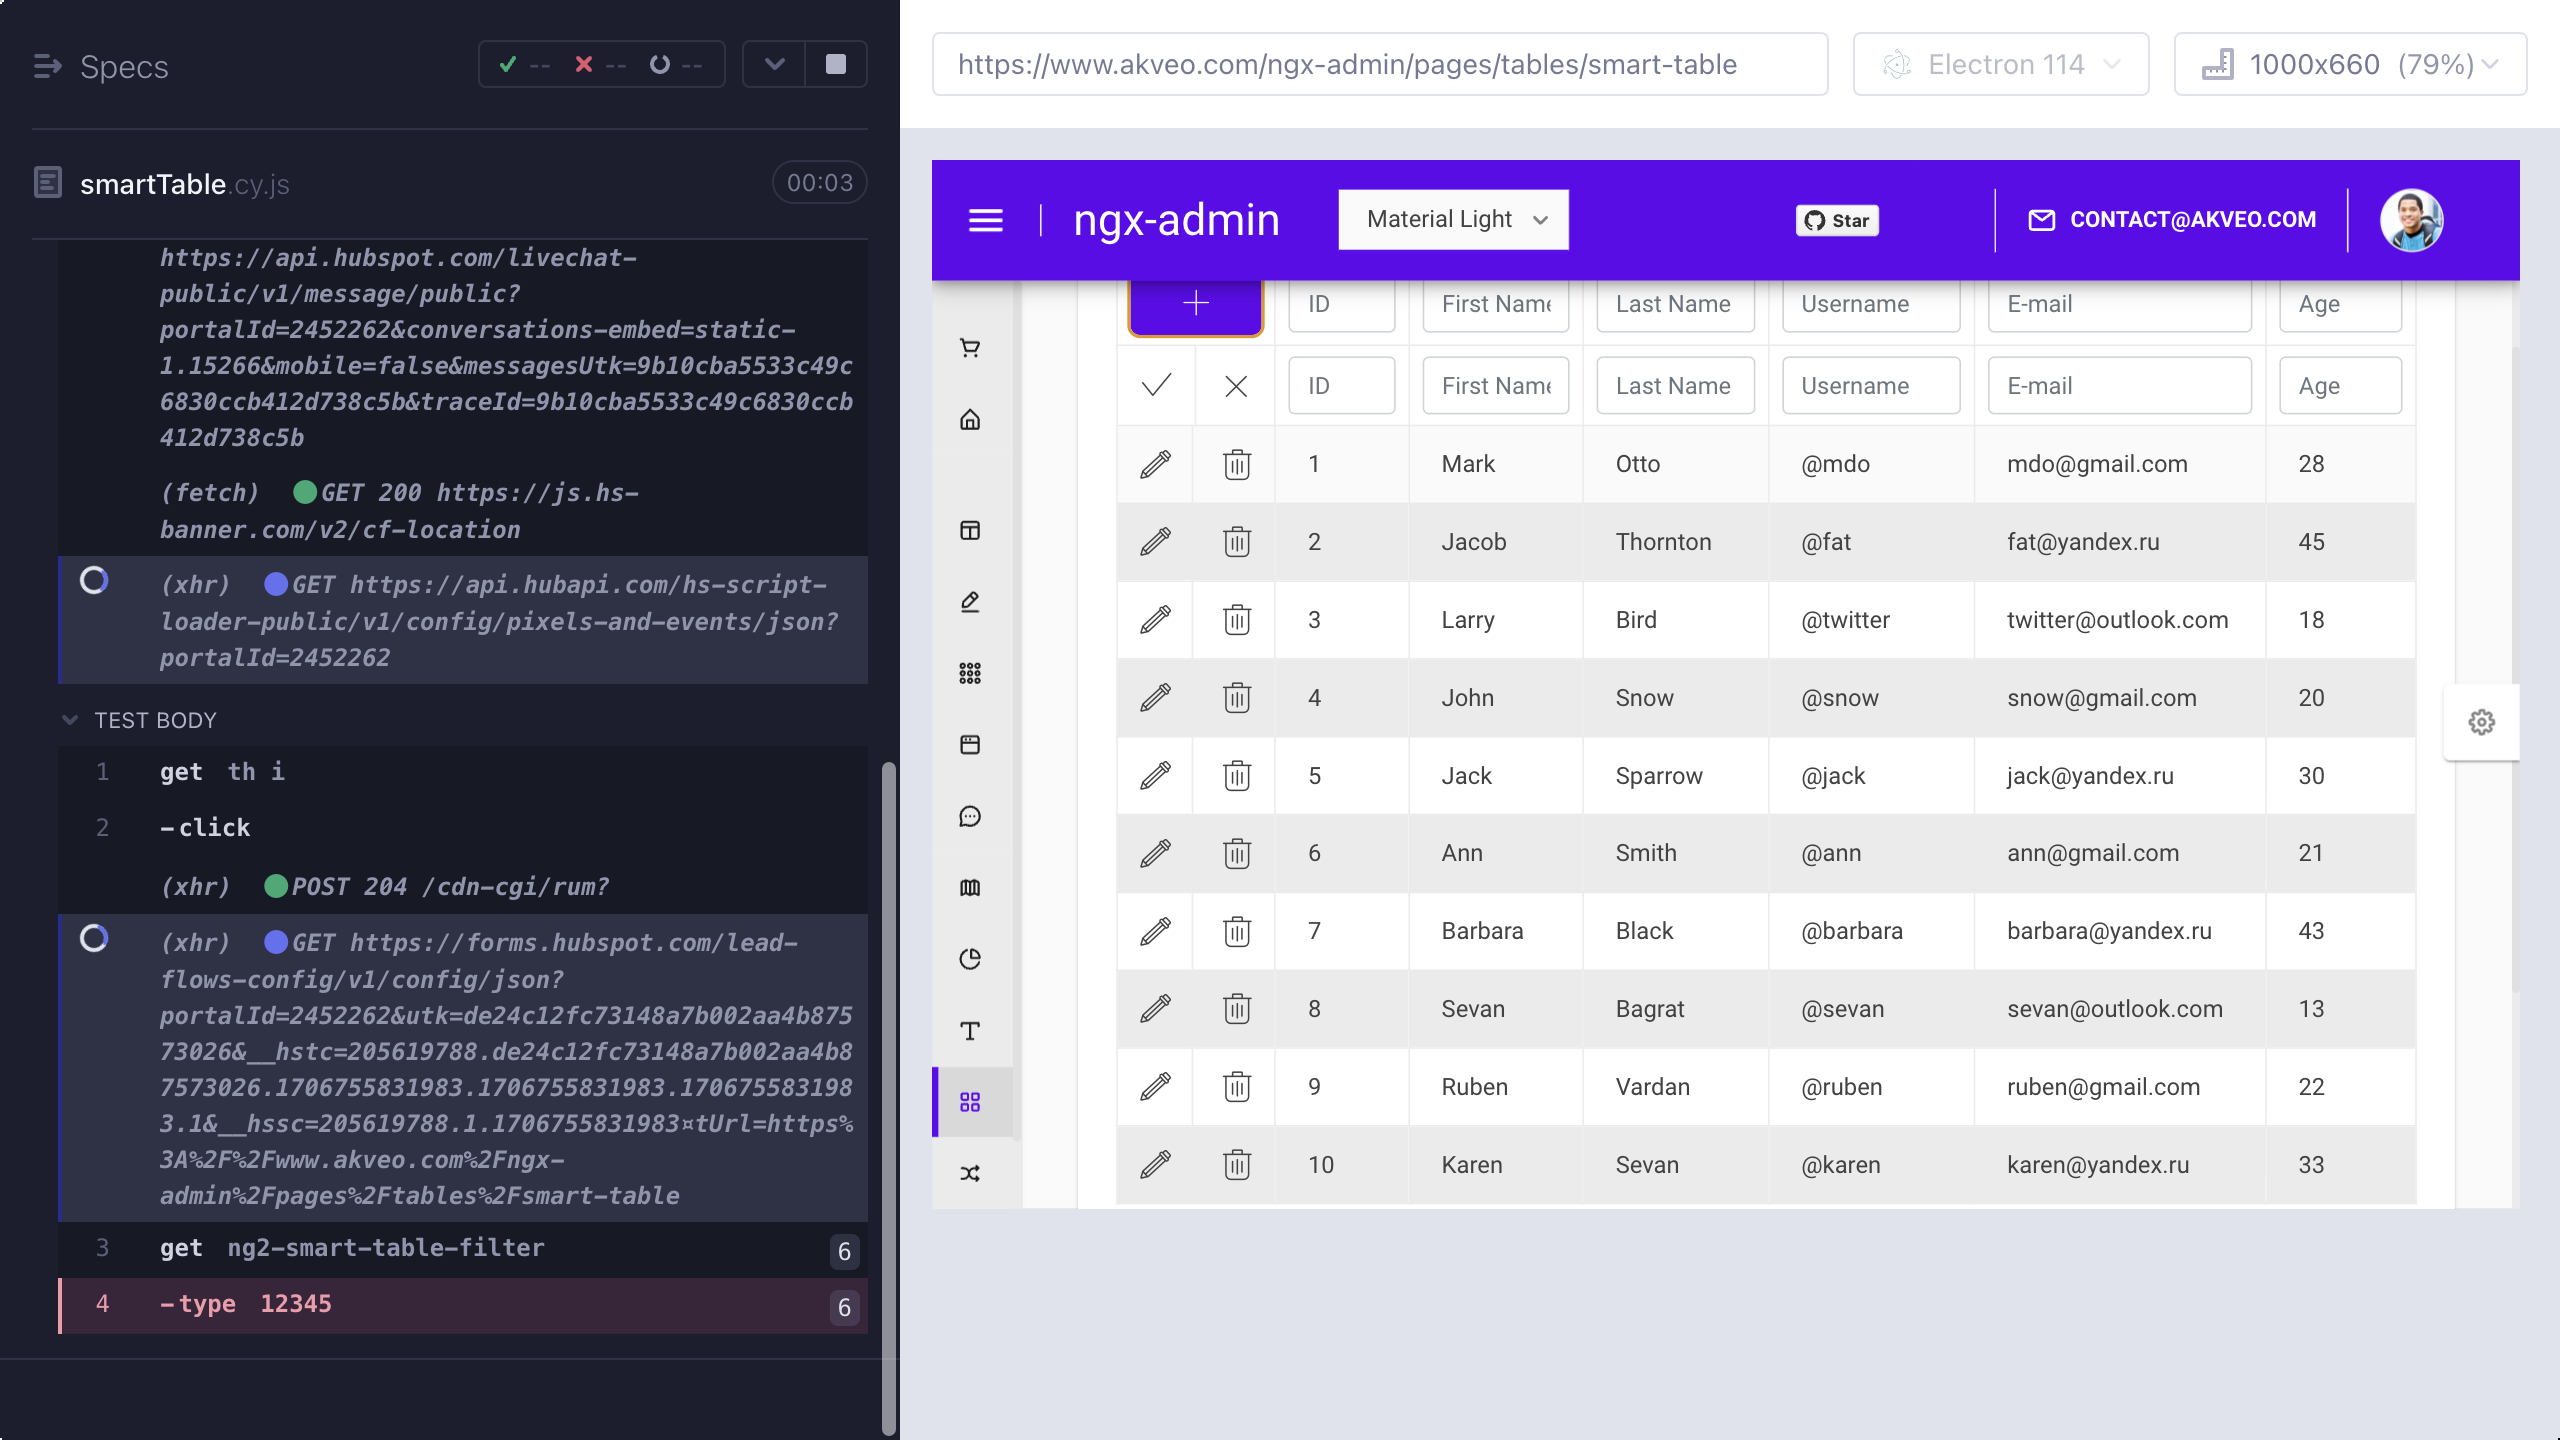 Specs
-- -- --
smartTable.cy.js 00:03
https://api.hubspot.com/livechat-
public/v1/message/public?
portalId=2452262&conversations-embed=static-
1.15266&mobile=false&messagesUtk=9b10cba5533c49c
6830ccb412d738c5b&traceId=9b10cba5533c49c6830ccb
412d738c5b
(fetch) GET 200 https://js.hs-
banner.com/v2/cf-location
(xhr) GET https://api.hubapi.com/hs-script-
loader-public/v1/config/pixels-and-events/json?
portalId=2452262
TEST BODY
1 get th i
2 -click
(xhr) POST 204 /cdn-cgi/rum?
(xhr) GET https://forms.hubspot.com/lead-
flows-config/v1/config/json?
portalId=2452262&utk=de24c12fc73148a7b002aa4b875
73026&__hstc=205619788.de24c12fc73148a7b002aa4b8
7573026.1706755831983.1706755831983.170675583198
3.1&__hssc=205619788.1.1706755831983¤tUrl=https%
3A%2F%2Fwww.akveo.com%2Fngx-
admin%2Fpages%2Ftables%2Fsmart-table
3 get ng2-smart-table-filter 6
4 -type 12345 6
https://www.akveo.com/ngx-admin/pages/tables/smart-table
Electron 114
1000x660 (79%)
ngx-admin
Material Light
Star
CONTACT@AKVEO.COM
ID First Name Last Name Username E-mail Age
ID First Name Last Name Username E-mail Age
1 Mark Otto @mdo mdo@gmail.com 28
2 Jacob Thornton @fat fat@yandex.ru 45
3 Larry Bird @twitter twitter@outlook.com 18
4 John Snow @snow snow@gmail.com 20
5 Jack Sparrow @jack jack@yandex.ru 30
6 Ann Smith @ann ann@gmail.com 21
7 Barbara Black @barbara barbara@yandex.ru 43
8 Sevan Bagrat @sevan sevan@outlook.com 13
9 Ruben Vardan @ruben ruben@gmail.com 22
10 Karen Sevan @karen karen@yandex.ru 33